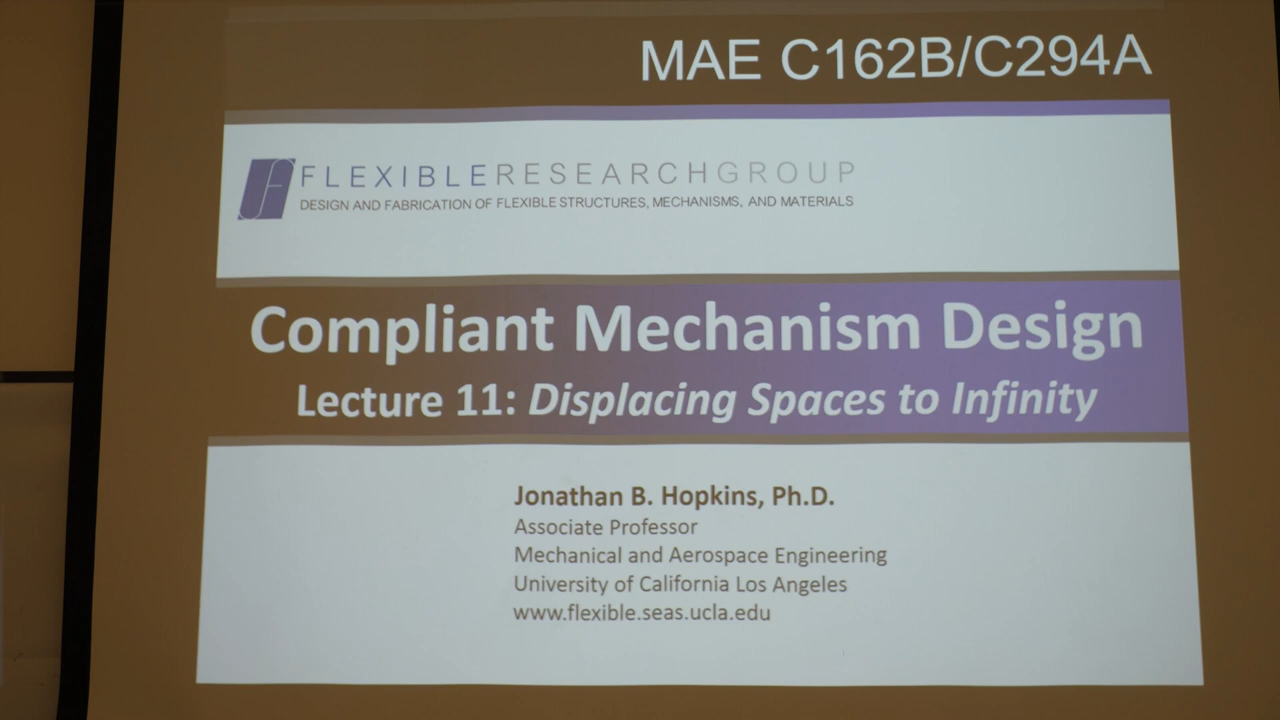 MAE C162B/C294A
FLEXIBLERESEARCHGROUP
DESIGN AND FABRICATION OF FLEXIBLE STRUCTURES, MECHANISMS, AND MATERIALS
Compliant Mechanism Design
Lecture 11: Displacing Spaces to Infinity
Jonathan B. Hopkins, Ph.D.
Associate Professor
Mechanical and Aerospace Engineering
University of California Los Angeles
www.flexible.seas.ucla.edu